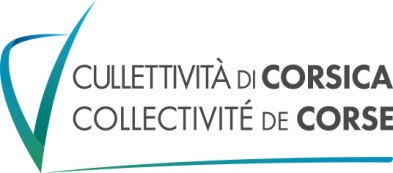 CULLETTIVITÀ DI CORSICA
COLLECTIVITÉ DE CORSE